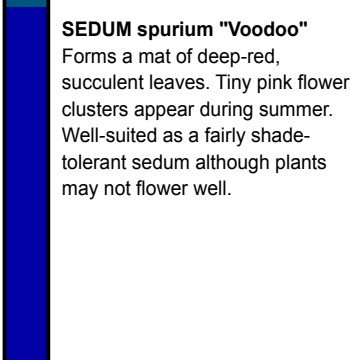 SEDUM spurium "Voodoo"
Forms a mat of deep-red,
succulent leaves. Tiny pink flower
clusters appear during summer.
Well-suited as a fairly shade-
tolerant sedum although plants
may not flower well.